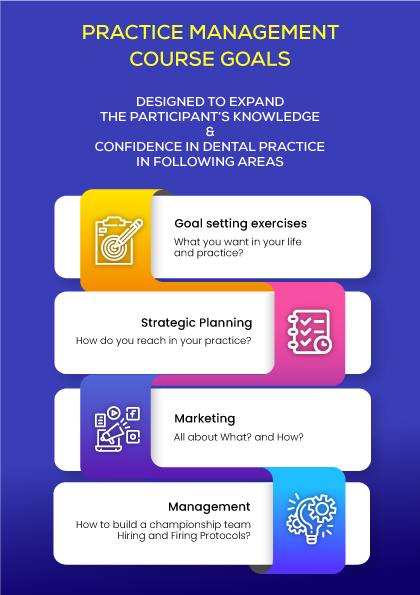 PRACTICE MANAGEMENT
COURSE GOALS
DESIGNED TO EXPAND
THE PARTICIPANT'S KNOWLEDGE
&
CONFIDENCE IN DENTAL PRACTICE
IN FOLLOWING AREAS
Goal setting exercises
What you want in your life
and practice?
Strategic Planning
How do you reach in your practice?
Marketing
All about What? and How?
Management
How to build a championship team
Hiring and Firing Protocols?